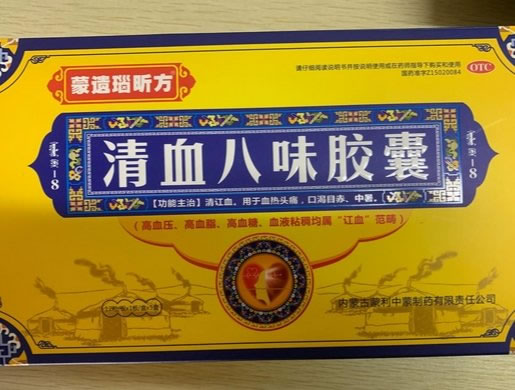 蒙遗瑙昕方
请仔细阅读说明书并按说明使用或在药师指导下购买和使用
国药准字Z15020084
OTC
清血八味胶囊
-8
-8
【功能主治】清讧血。用于血热头痛，口渴目赤、中暑。
（高血压、高血脂、高血糖、血液粘稠均属“讧血”范畴）
内蒙古蒙利中蒙制药有限责任公司